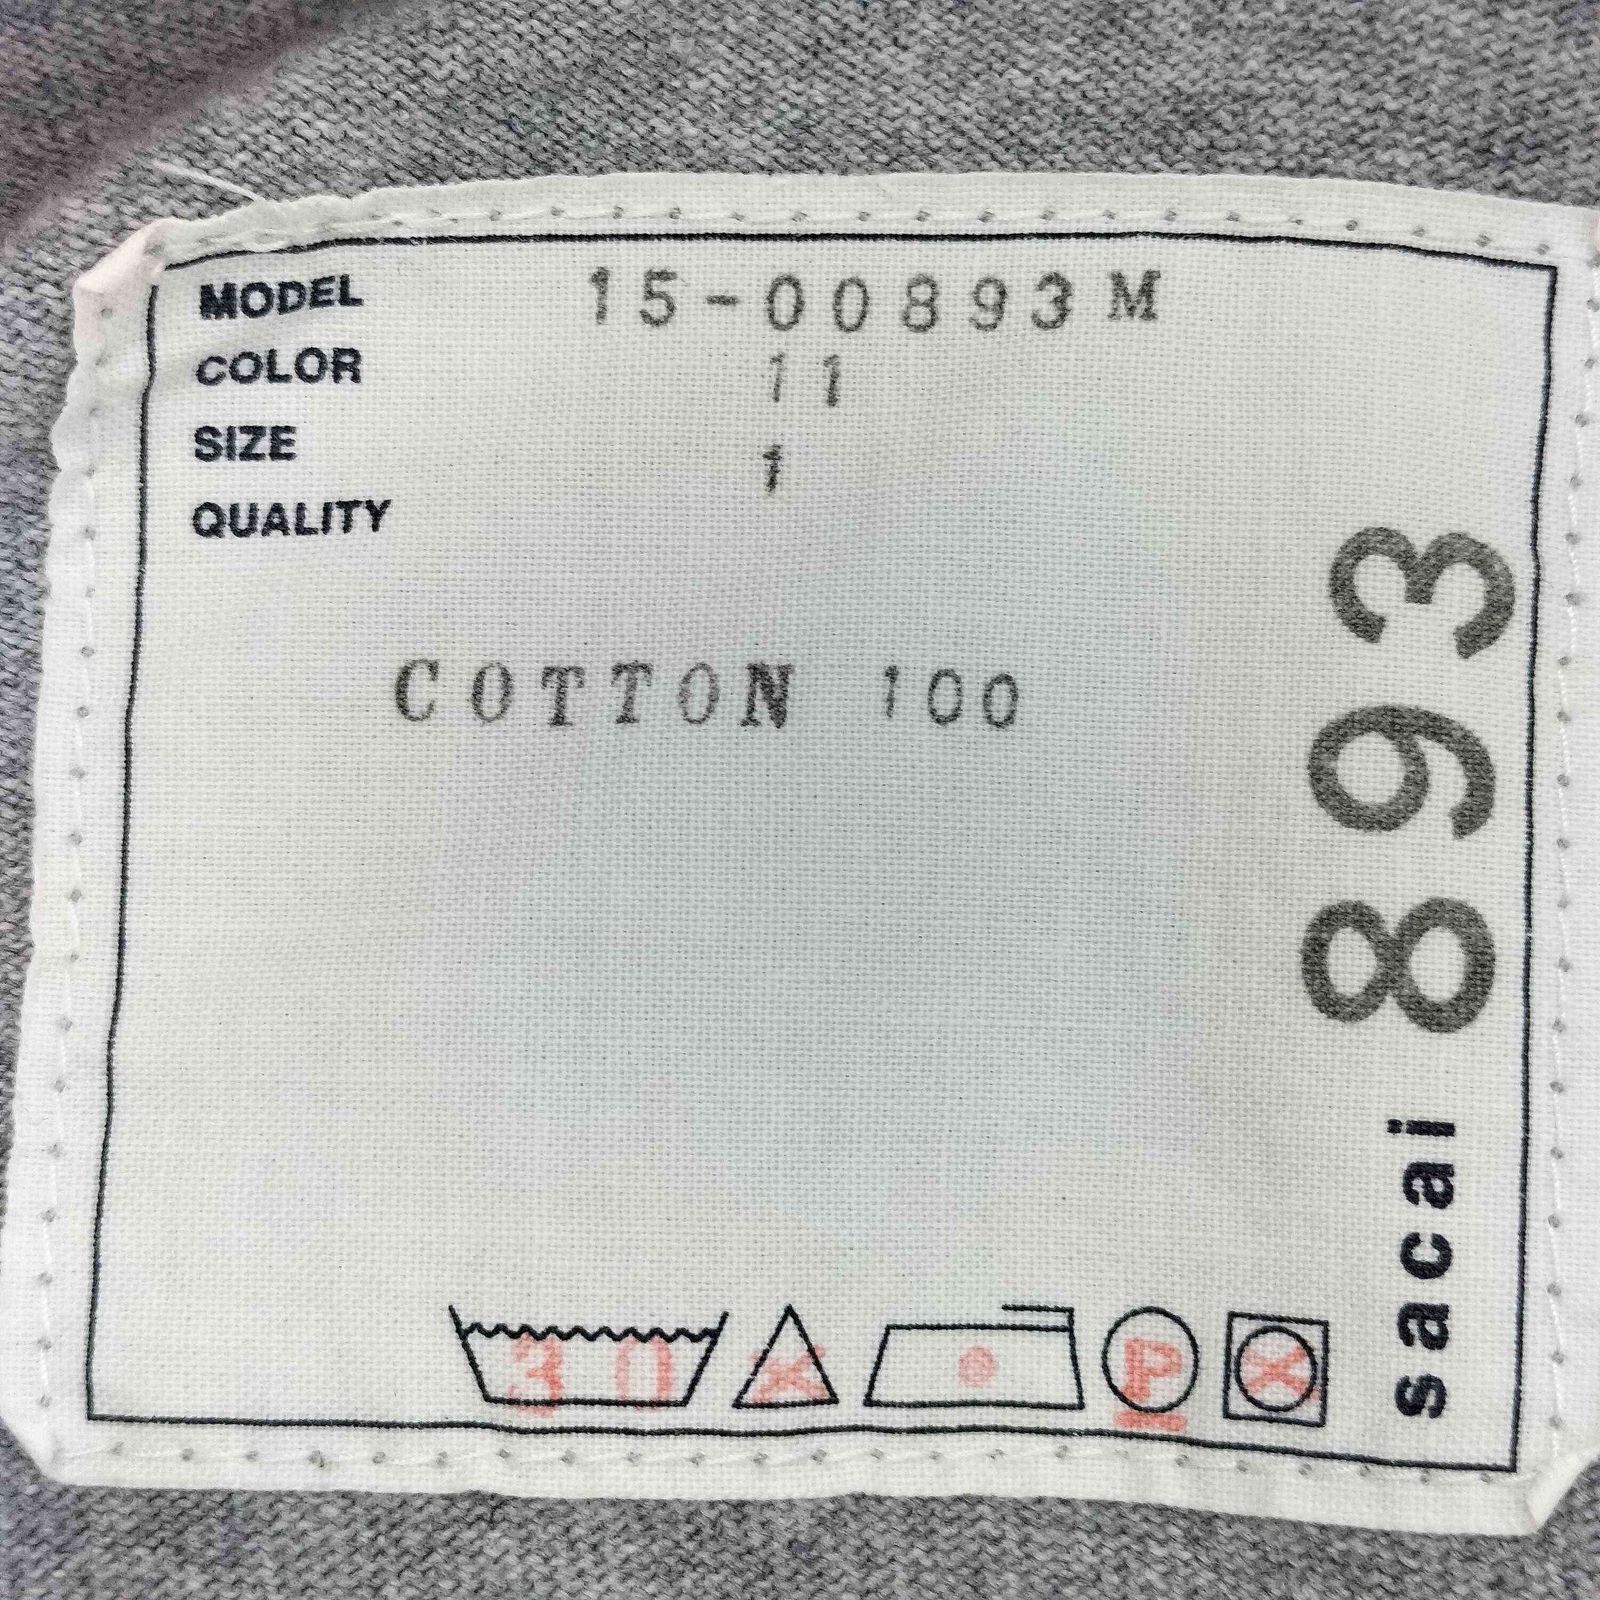 MODEL 15-00893M
COLOR 11
SIZE 1
QUALITY
COTTON 100
sacai 893
30 P